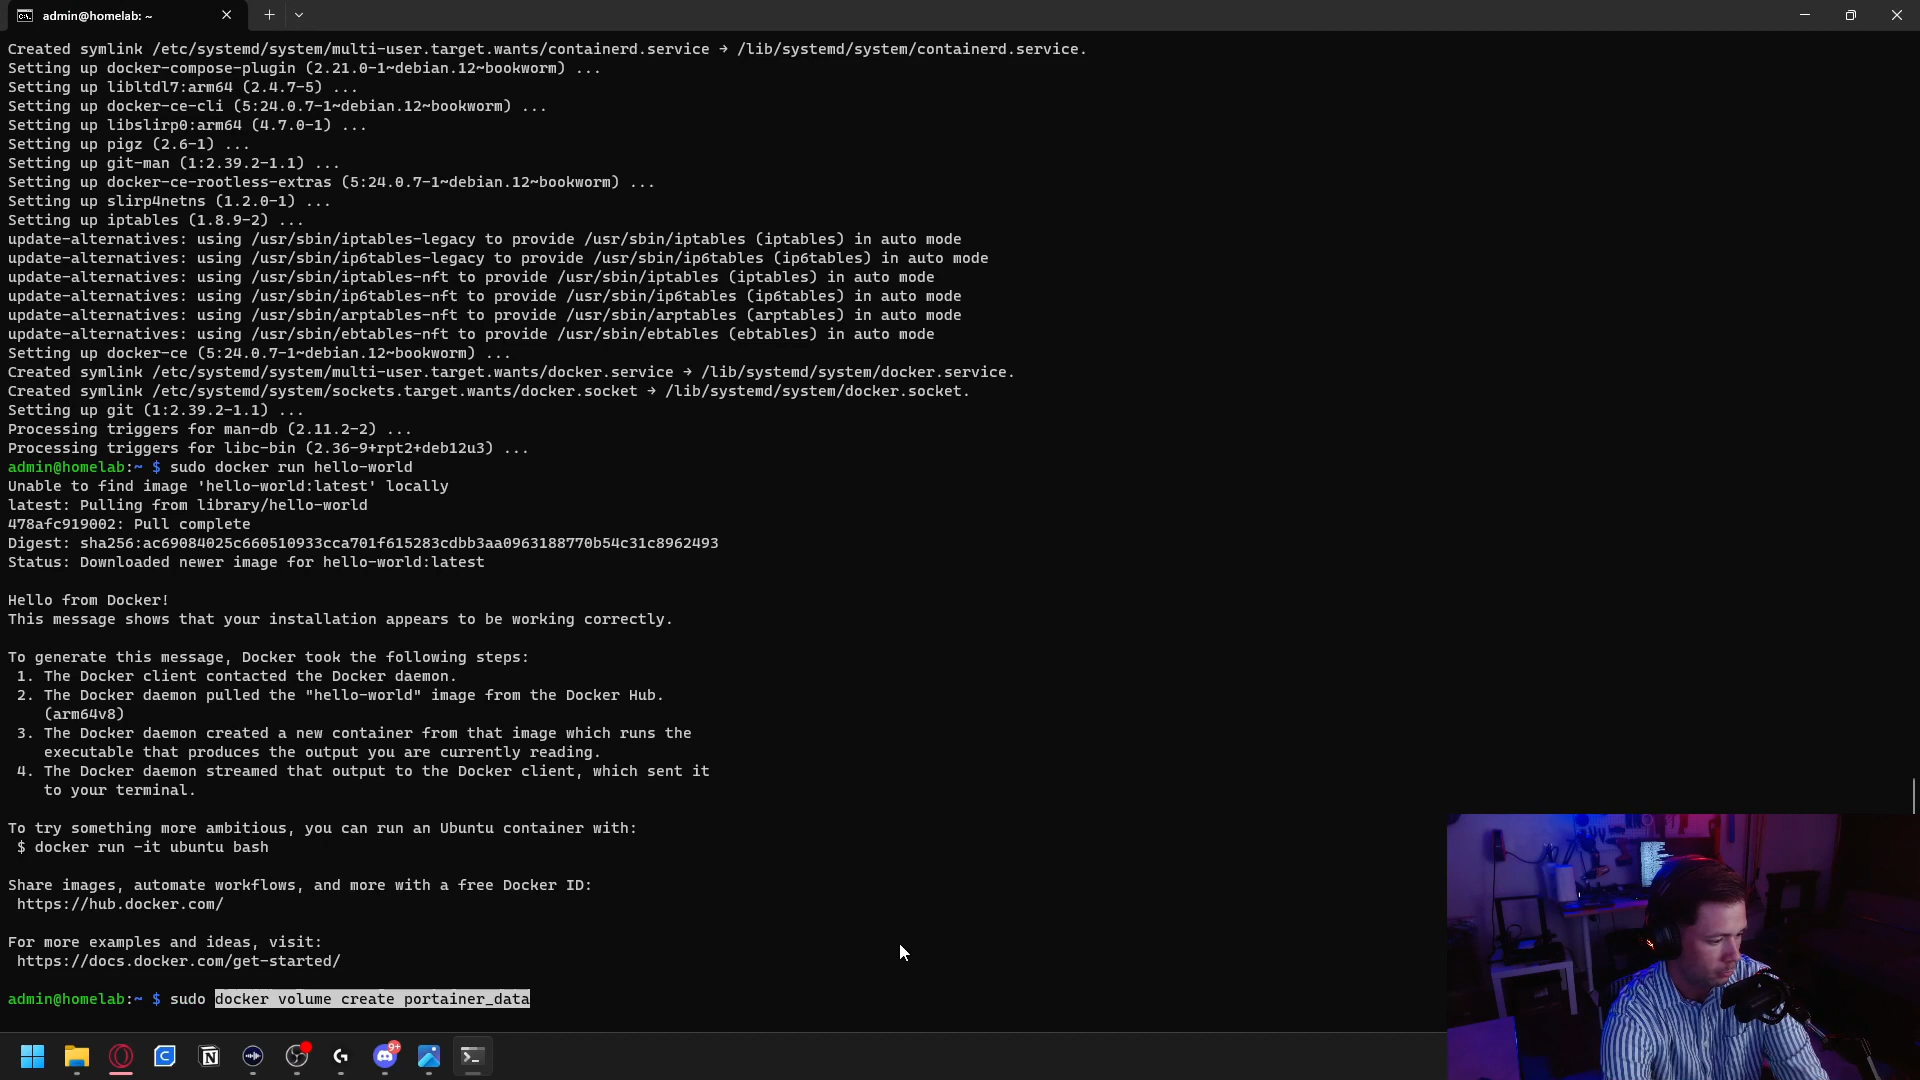 admin@homelab: ~
Created symlink /etc/systemd/system/multi-user.target.wants/containerd.service → /lib/systemd/system/containerd.service.
Setting up docker-compose-plugin (2.21.0-1~debian.12~bookworm) ...
Setting up libltdl7:arm64 (2.4.7-5) ...
Setting up docker-ce-cli (5:24.0.7-1~debian.12~bookworm) ...
Setting up libslirp0:arm64 (4.7.0-1) ...
Setting up pigz (2.6-1) ...
Setting up git-man (1:2.39.2-1.1) ...
Setting up docker-ce-rootless-extras (5:24.0.7-1~debian.12~bookworm) ...
Setting up slirp4netns (1.2.0-1) ...
Setting up iptables (1.8.9-2) ...
update-alternatives: using /usr/sbin/iptables-legacy to provide /usr/sbin/iptables (iptables) in auto mode
update-alternatives: using /usr/sbin/ip6tables-legacy to provide /usr/sbin/ip6tables (ip6tables) in auto mode
update-alternatives: using /usr/sbin/iptables-nft to provide /usr/sbin/iptables (iptables) in auto mode
update-alternatives: using /usr/sbin/ip6tables-nft to provide /usr/sbin/ip6tables (ip6tables) in auto mode
update-alternatives: using /usr/sbin/arptables-nft to provide /usr/sbin/arptables (arptables) in auto mode
update-alternatives: using /usr/sbin/ebtables-nft to provide /usr/sbin/ebtables (ebtables) in auto mode
Setting up docker-ce (5:24.0.7-1~debian.12~bookworm) ...
Created symlink /etc/systemd/system/multi-user.target.wants/docker.service → /lib/systemd/system/docker.service.
Created symlink /etc/systemd/system/sockets.target.wants/docker.socket → /lib/systemd/system/docker.socket.
Setting up git (1:2.39.2-1.1) ...
Processing triggers for man-db (2.11.2-2) ...
Processing triggers for libc-bin (2.36-9+rpt2+deb12u3) ...
admin@homelab:~ $ sudo docker run hello-world
Unable to find image 'hello-world:latest' locally
latest: Pulling from library/hello-world
478afc919002: Pull complete
Digest: sha256:ac69084025c660510933cca701f615283cdbb3aa0963188770b54c31c8962493
Status: Downloaded newer image for hello-world:latest
Hello from Docker!
This message shows that your installation appears to be working correctly.
To generate this message, Docker took the following steps:
1. The Docker client contacted the Docker daemon.
2. The Docker daemon pulled the "hello-world" image from the Docker Hub.
(arm64v8)
3. The Docker daemon created a new container from that image which runs the
executable that produces the output you are currently reading.
4. The Docker daemon streamed that output to the Docker client, which sent it
to your terminal.
To try something more ambitious, you can run an Ubuntu container with:
$ docker run -it ubuntu bash
Share images, automate workflows, and more with a free Docker ID:
https://hub.docker.com/
For more examples and ideas, visit:
https://docs.docker.com/get-started/
admin@homelab:~ $ sudo docker volume create portainer_data
9+